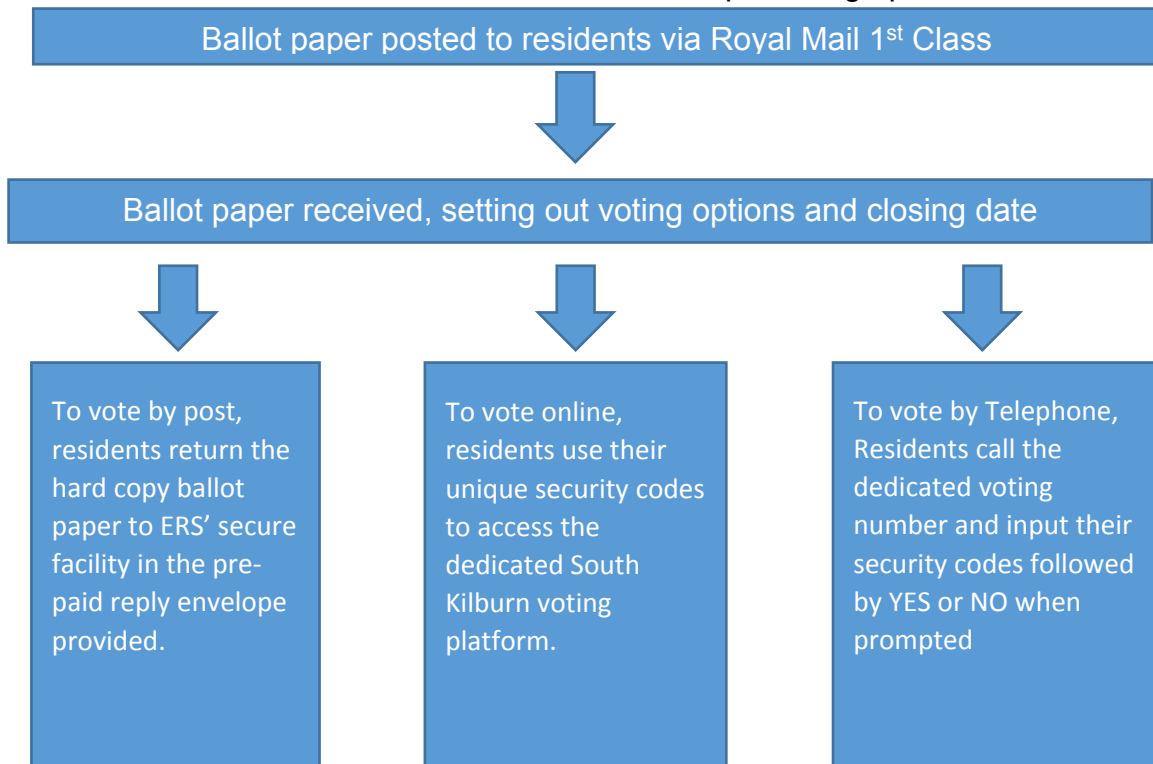 Ballot paper posted to residents via Royal Mail 1st Class
Ballot paper received, setting out voting options and closing date
To vote by post,
residents return the
hard copy ballot
paper to ERS’ secure
facility in the pre-
paid reply envelope
provided.
To vote online,
residents use their
unique security codes
to access the
dedicated South
Kilburn voting
platform.
To vote by Telephone,
Residents call the
dedicated voting
number and input their
security codes followed
by YES or NO when
prompted